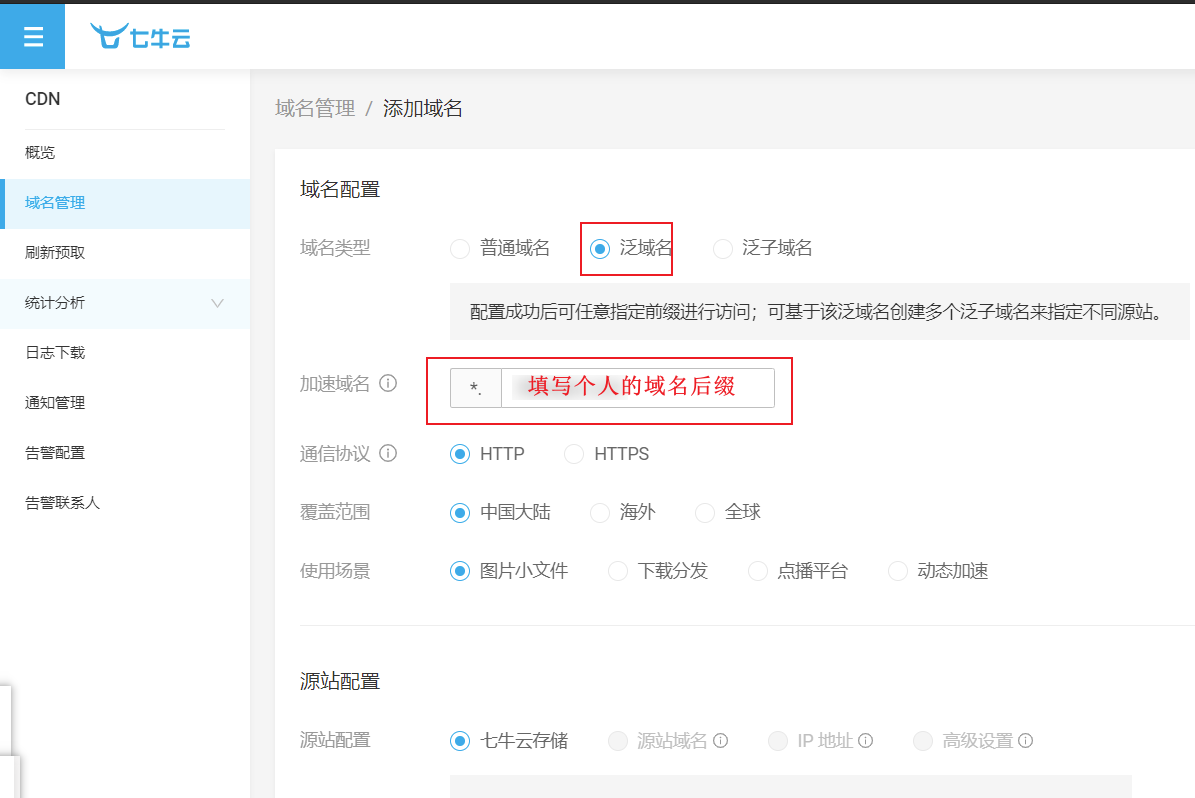 七牛云
CDN
概览
域名管理
刷新预取
统计分析
日志下载
通知管理
告警配置
告警联系人
域名管理 / 添加域名
域名配置
域名类型 普通域名 泛域名 泛子域名
配置成功后可任意指定前缀进行访问；可基于该泛域名创建多个泛子域名来指定不同源站。
加速域名 *. 填写个人的域名后缀
通信协议 HTTP HTTPS
覆盖范围 中国大陆 海外 全球
使用场景 图片小文件 下载分发 点播平台 动态加速
源站配置
源站配置 七牛云存储 源站域名 IP 地址 高级设置